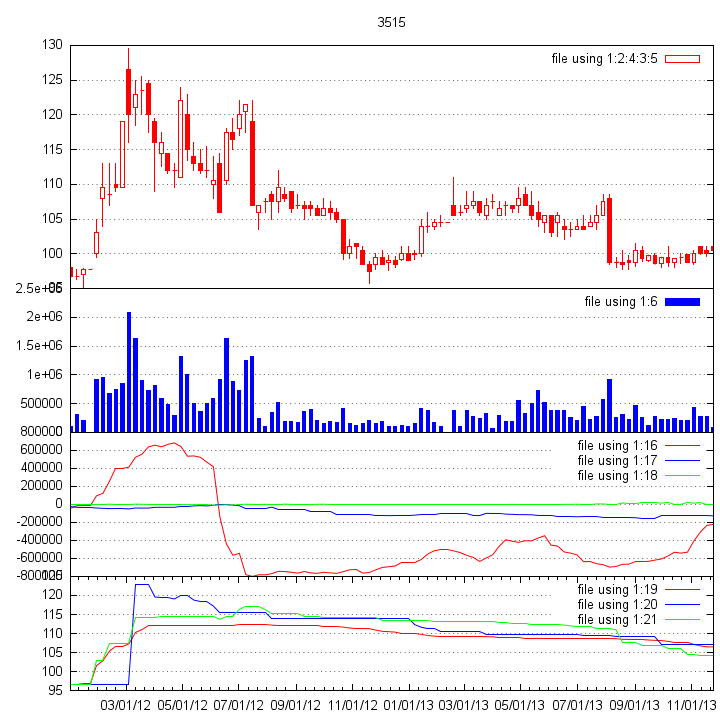 3515
130
file using 1:2:4:3:5
125
120
115
110
105
100
95
2.5e+06
file using 1:6
2e+06
1.5e+06
1e+06
500000
0
800000
file using 1:16
600000
file using 1:17
400000
file using 1:18
200000
0
-200000
-400000
-600000
-800000
125
file using 1:19
120
file using 1:20
115
file using 1:21
110
105
100
95
03/01/12 05/01/12 07/01/12 09/01/12 11/01/12 01/01/13 03/01/13 05/01/13 07/01/13 09/01/13 11/01/13